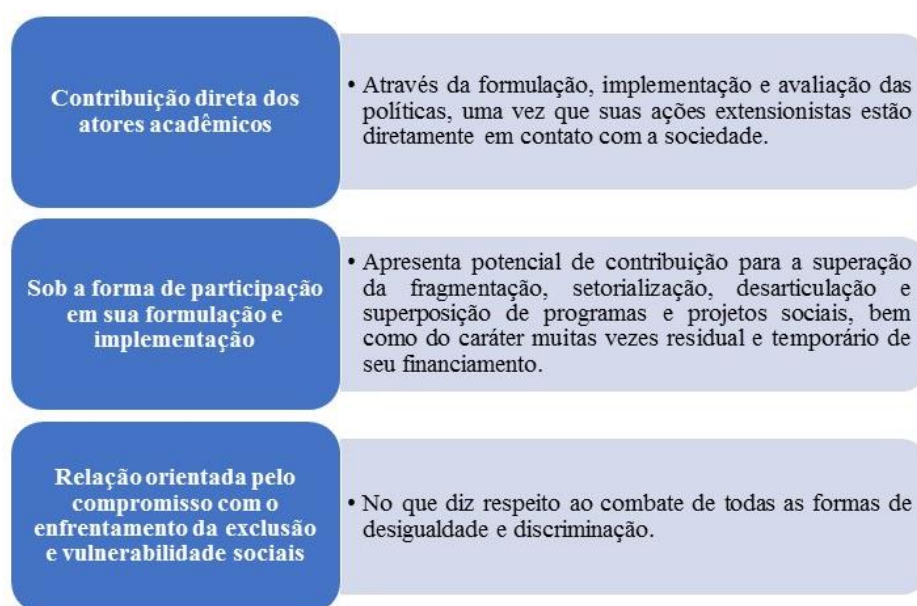 Contribuição direta dos
atores acadêmicos
• Através da formulação, implementação e avaliação das
políticas, uma vez que suas ações extensionistas estão
diretamente em contato com a sociedade.
Sob a forma de participação
em sua formulação e
implementação
• Apresenta potencial de contribuição para a superação
da fragmentação, setorialização, desarticulação e
superposição de programas e projetos sociais, bem
como do caráter muitas vezes residual e temporário de
seu financiamento.
Relação orientada pelo
compromisso com o
enfrentamento da exclusão
e vulnerabilidade sociais
• No que diz respeito ao combate de todas as formas de
desigualdade e discriminação.